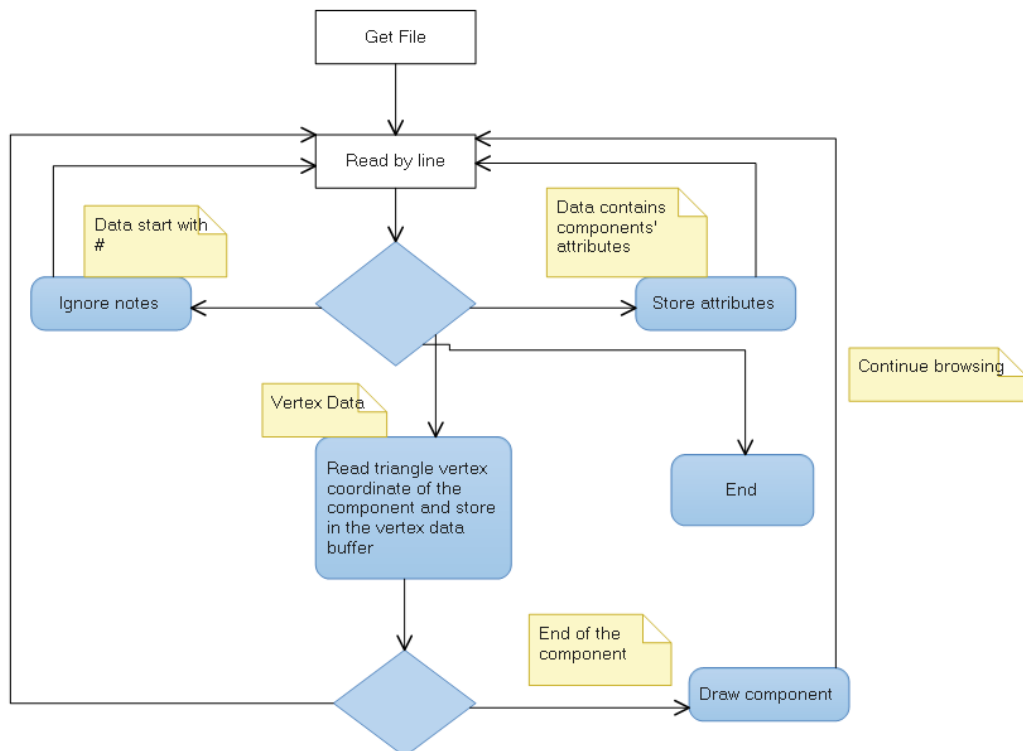 Get File
Read by line
Data start with
#
Data contains
components'
attributes
Ignore notes
Store attributes
Continue browsing
Vertex Data
Read triangle vertex
coordinate of the
component and store
in the vertex data
buffer
End
End of the
component
Draw component